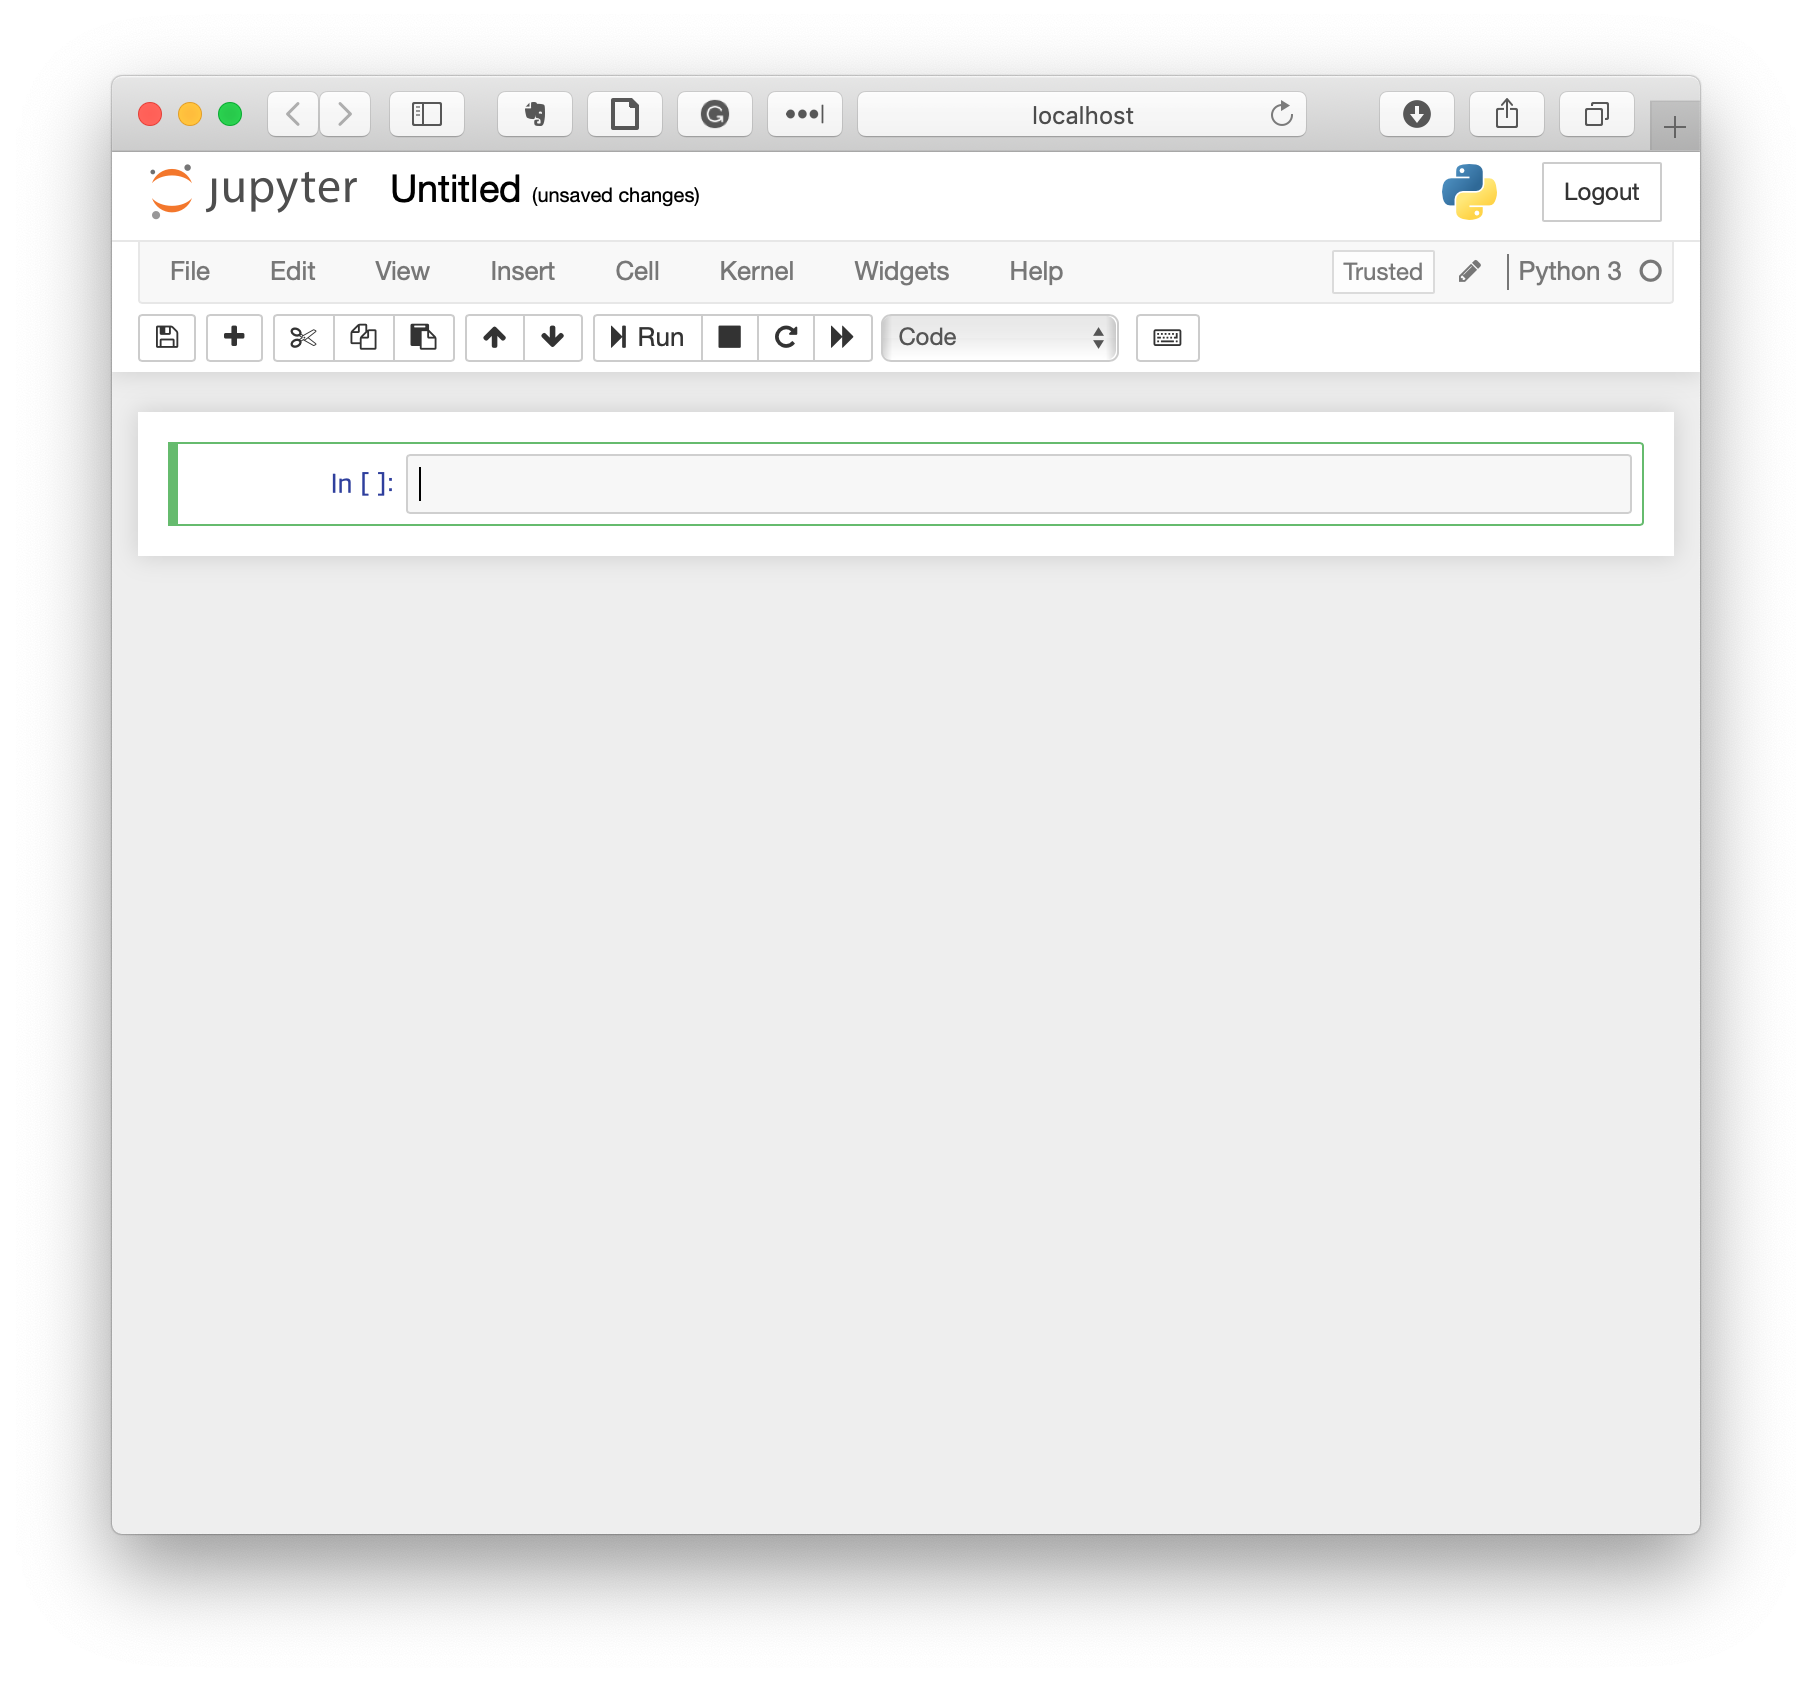 localhost
jupyter Untitled (unsaved changes) Logout
File Edit View Insert Cell Kernel Widgets Help Trusted Python 3
Run Code
In [ ]: